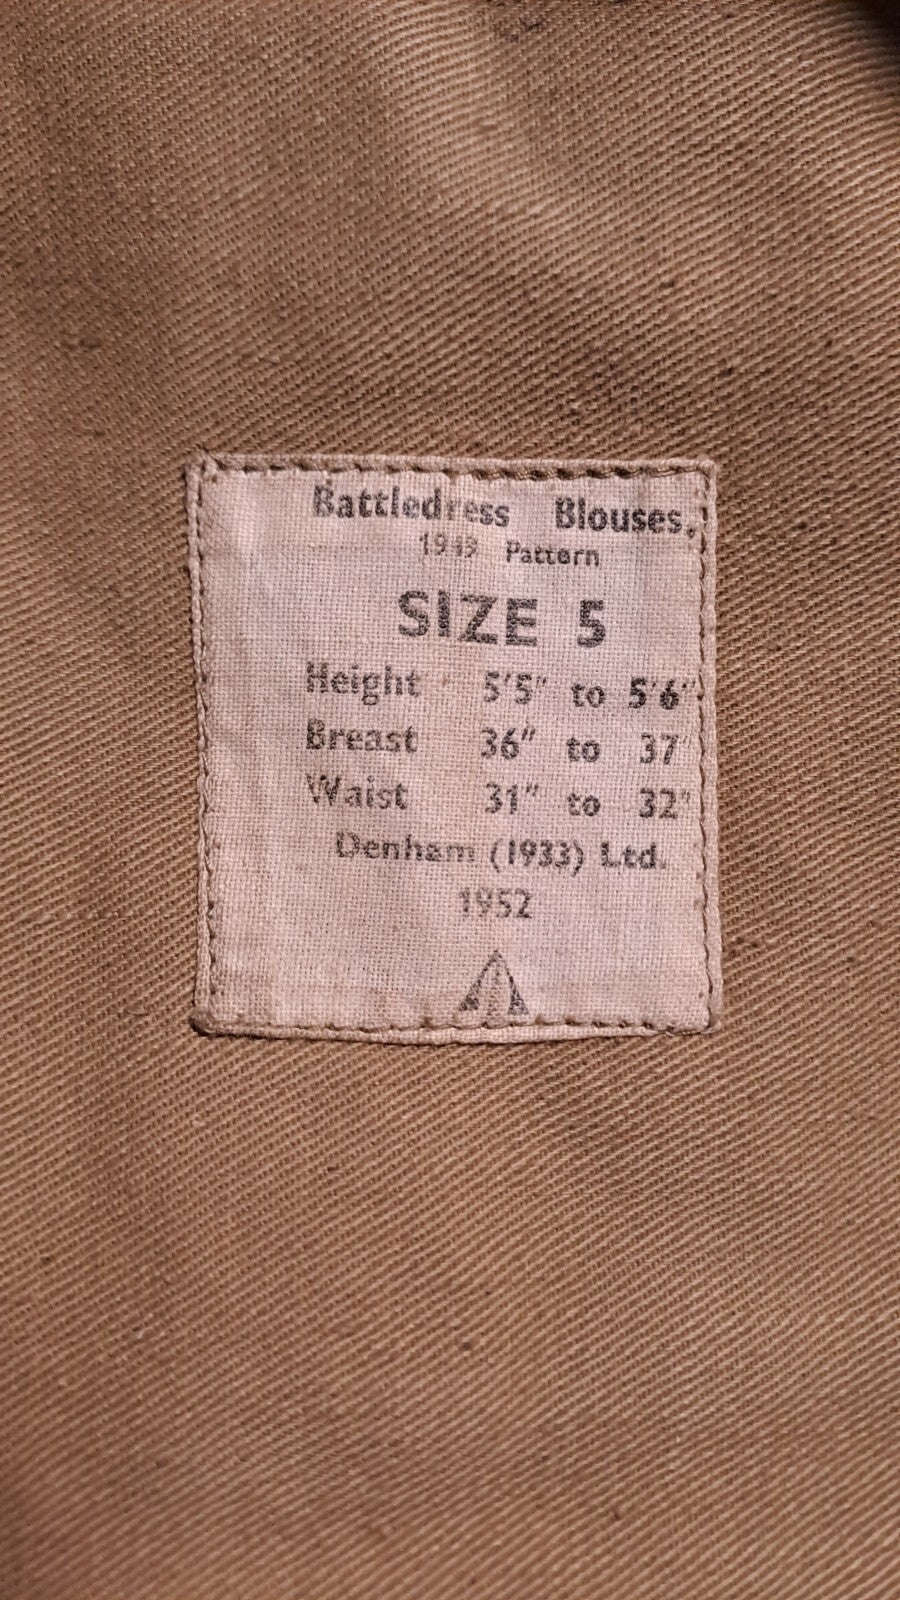 Battledress Blouses.
1949 Pattern
SIZE 5
Height 5'5" to 5'6"
Breast 36" to 37"
Waist 31" to 32"
Denham (1933) Ltd.
1952